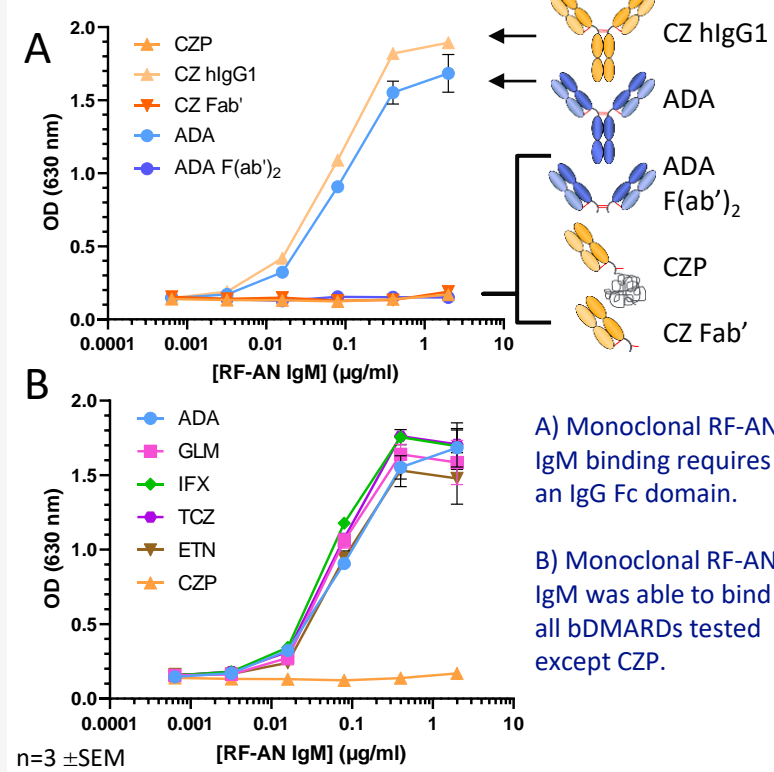 A
CZP
CZ hIgG1
CZ Fab'
ADA
ADA F(ab')₂
2.0
1.5
1.0
0.5
0.0
OD (630 nm)
0.0001
0.001
0.01
0.1
1
10
[RF-AN IgM] (µg/ml)
CZ hIgG1
ADA
ADA
F(ab')₂
CZP
CZ Fab'
B
ADA
GLM
IFX
TCZ
ETN
CZP
2.0
1.5
1.0
0.5
0.0
OD (630 nm)
0.0001
0.001
0.01
0.1
1
10
[RF-AN IgM] (µg/ml)
n=3 ±SEM
A) Monoclonal RF-AN
IgM binding requires
an IgG Fc domain.
B) Monoclonal RF-AN
IgM was able to bind
all bDMARDs tested
except CZP.